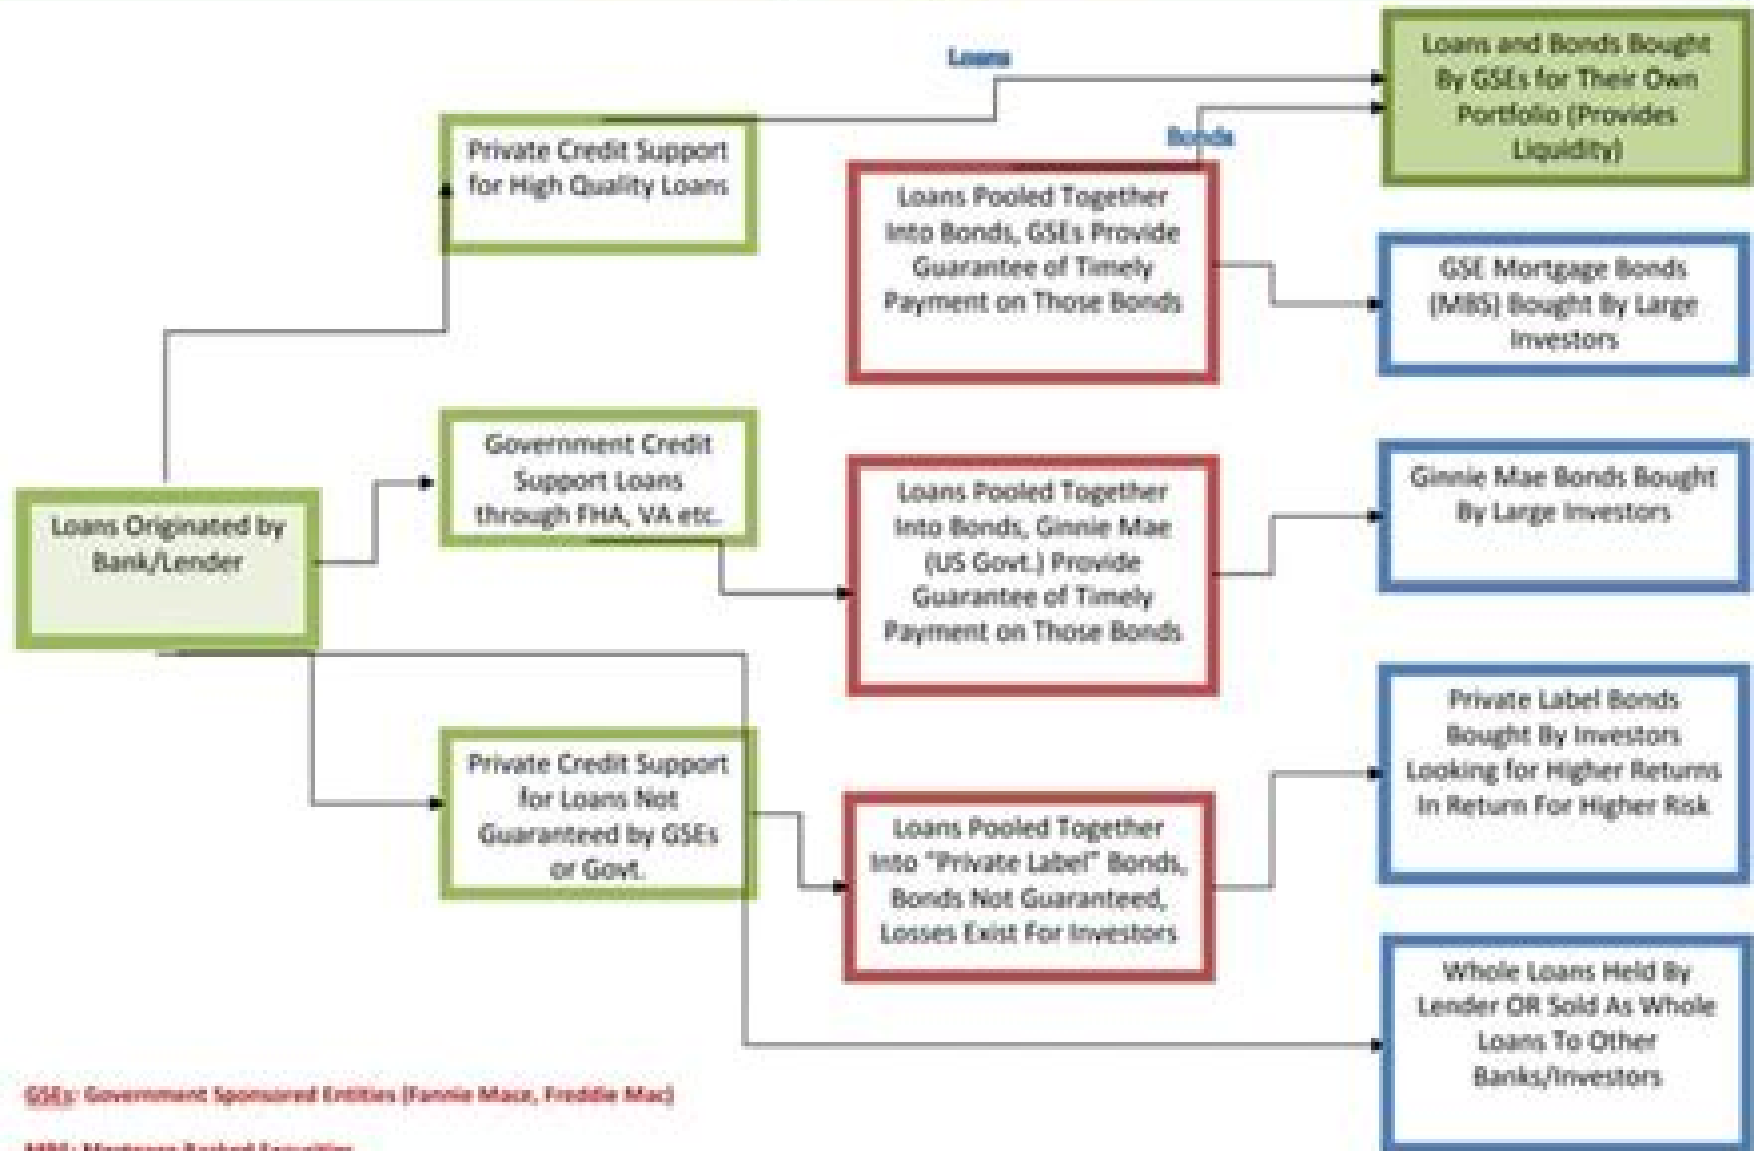 Loans
Loans and Bonds Bought
By GSEs for Their Own
Portfolio (Provides
Liquidity)
Private Credit Support
for High Quality Loans
Bonds
Loans Pooled Together
Into Bonds, GSEs Provide
Guarantee of Timely
Payment on Those Bonds
GSE Mortgage Bonds
(MBS) Bought By Large
Investors
Government Credit
Support Loans
through FHA, VA etc.
Loans Pooled Together
Into Bonds, Ginnie Mae
(US Govt.) Provide
Guarantee of Timely
Payment on Those Bonds
Ginnie Mae Bonds Bought
By Large Investors
Loans Originated by
Bank/Lender
Private Credit Support
for Loans Not
Guaranteed by GSEs
or Govt.
Loans Pooled Together
Into "Private Label" Bonds,
Bonds Not Guaranteed,
Losses Exist For Investors
Private Label Bonds
Bought By Investors
Looking for Higher Returns
In Return For Higher Risk
Whole Loans Held By
Lender OR Sold As Whole
Loans To Other
Banks/Investors
GSEs: Government Sponsored Entities (Fannie Mase, Freddie Mac)
MBS: Mortgage Backed Securities